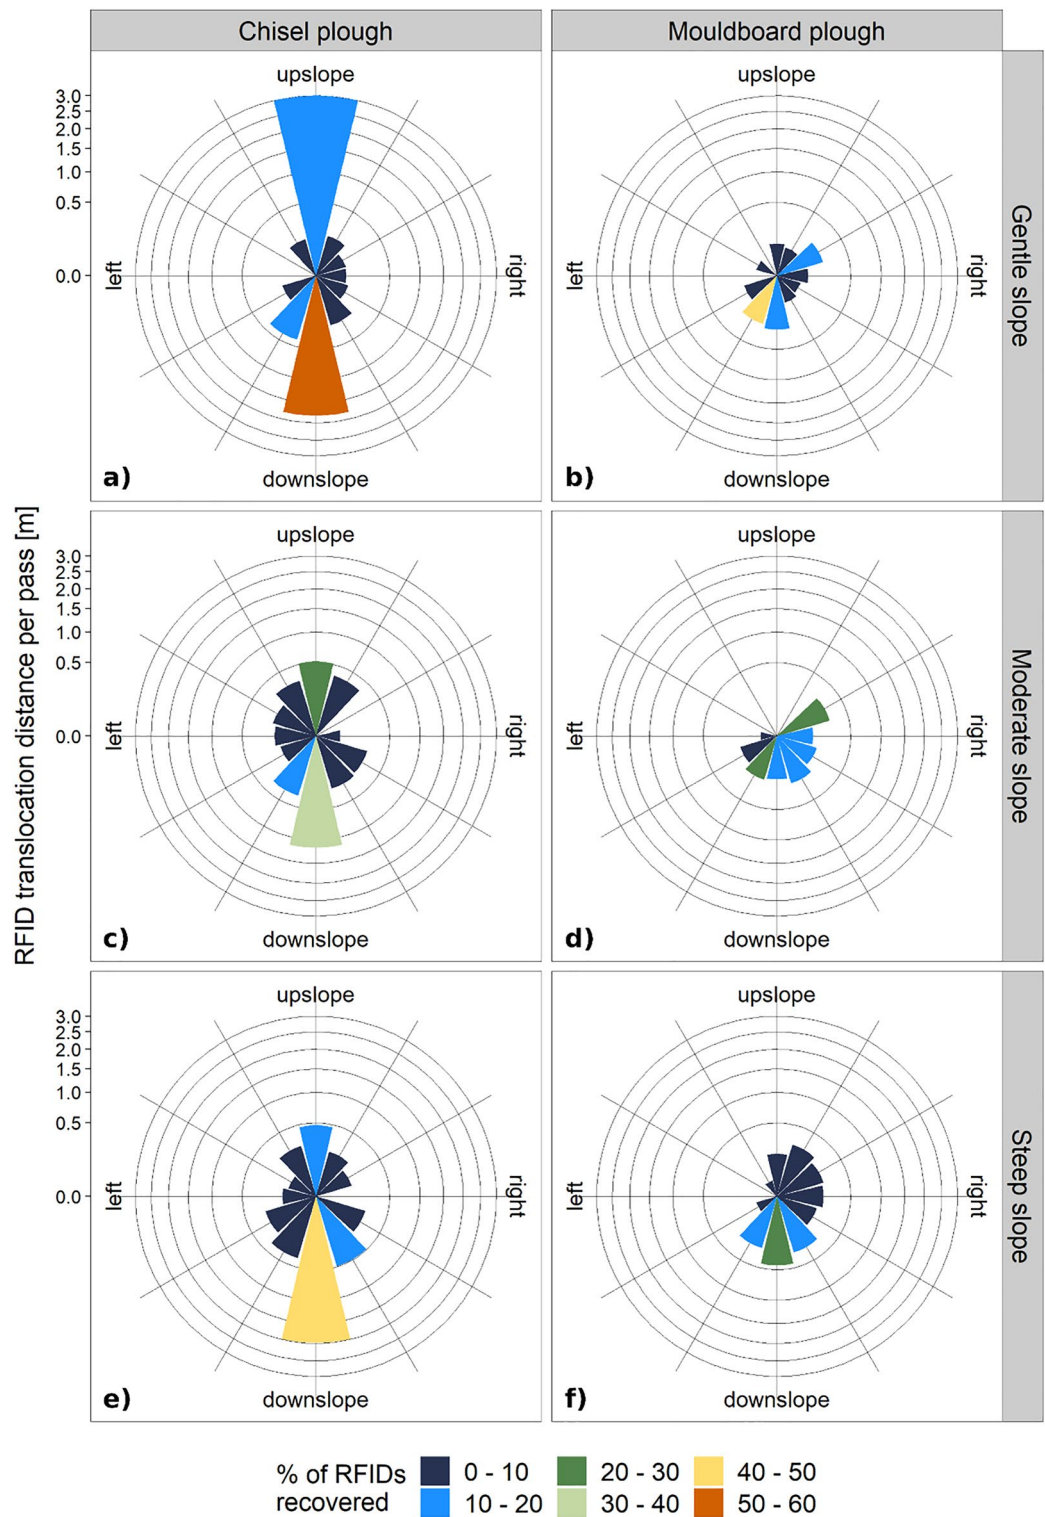 Chisel plough
Mouldboard plough
upslope
3.0
2.5
2.0
1.5
1.0
0.5
0.0
left
right
downslope
a)
upslope
left
right
downslope
b)
Gentle slope
RFID translocation distance per pass [m]
upslope
3.0
2.5
2.0
1.5
1.0
0.5
0.0
left
right
downslope
c)
upslope
left
right
downslope
d)
Moderate slope
upslope
3.0
2.5
2.0
1.5
1.0
0.5
0.0
left
right
downslope
e)
upslope
left
right
downslope
f)
Steep slope
% of RFIDs
recovered
0 - 10
20 - 30
40 - 50
10 - 20
30 - 40
50 - 60